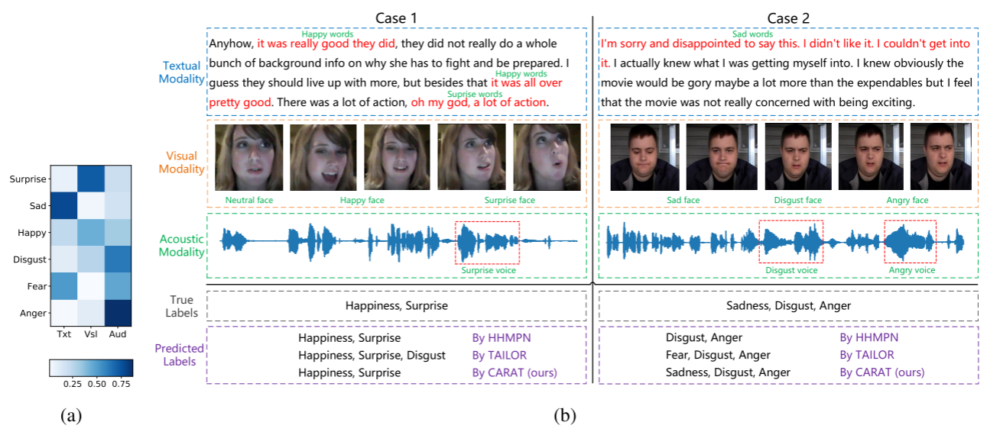 Surprise
Sad
Happy
Disgust
Fear
Anger
Txt Vsl Aud
0.25 0.50 0.75
(a)
Case 1
Case 2
Textual
Modality
Happy words
Anyhow, it was really good they did, they did not really do a whole
bunch of background info on why she has to fight and be prepared. I
guess they should live up with more, but besides that it was all over
Happy words
pretty good. There was a lot of action, oh my god, a lot of action.
Suprise words
Sad words
I'm sorry and disappointed to say this. I didn't like it. I couldn't get into
it. I actually knew what I was getting myself into. I knew obviously the
movie would be gory maybe a lot more than the expendables but I feel
that the movie was not really concerned with being exciting.
Visual
Modality
Neutral face Happy face Surprise face
Sad face Disgust face Angry face
Acoustic
Modality
Surprise voice
Disgust voice Angry voice
True
Labels
Happiness, Surprise
Sadness, Disgust, Anger
Predicted
Labels
Happiness, Surprise By HHMPN
Happiness, Surprise, Disgust By TAILOR
Happiness, Surprise By CARAT (ours)
Disgust, Anger By HHMPN
Fear, Disgust, Anger By TAILOR
Sadness, Disgust, Anger By CARAT (ours)
(b)